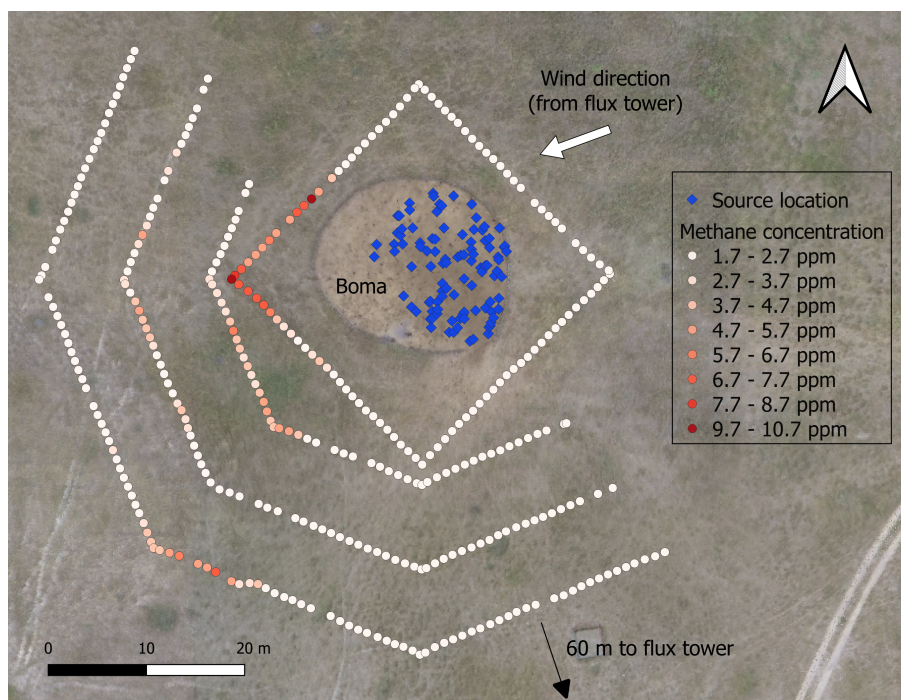 Wind direction
(from flux tower)
Source location
Methane concentration
1.7 - 2.7 ppm
2.7 - 3.7 ppm
3.7 - 4.7 ppm
4.7 - 5.7 ppm
5.7 - 6.7 ppm
6.7 - 7.7 ppm
7.7 - 8.7 ppm
9.7 - 10.7 ppm
Boma
60 m to flux tower
0 10 20 m